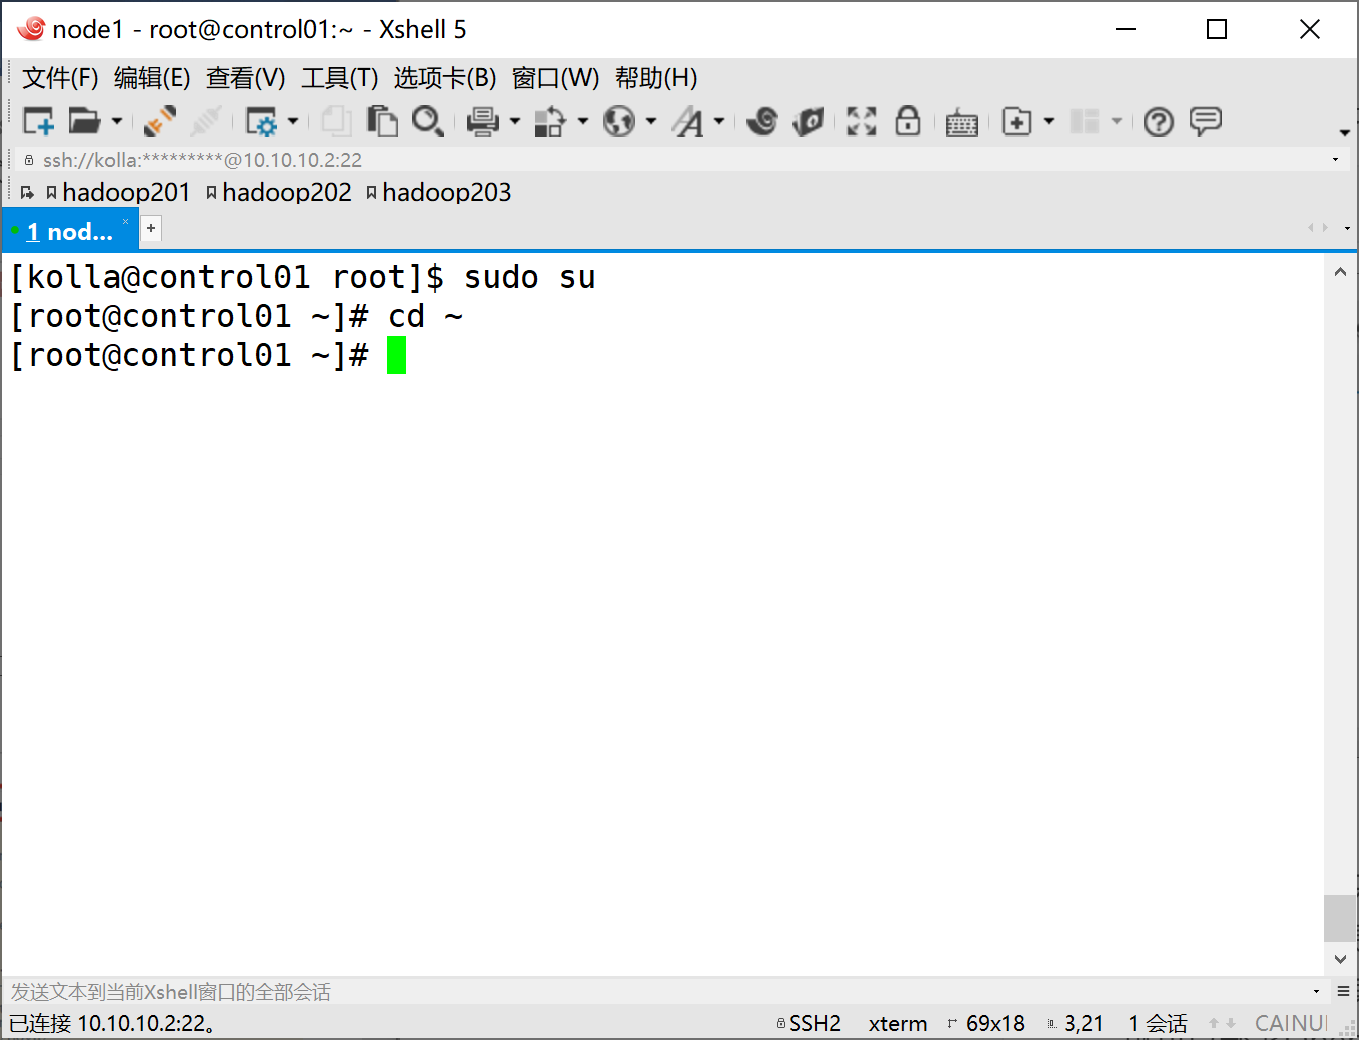 node1 - root@control01:~ - Xshell 5
文件(F) 编辑(E) 查看(V) 工具(T) 选项卡(B) 窗口(W) 帮助(H)
ssh://kolla:*********@10.10.10.2:22
hadoop201 hadoop202 hadoop203
1 nod... × +
[kolla@control01 root]$ sudo su
[root@control01 ~]# cd ~
[root@control01 ~]#
发送文本到当前Xshell窗口的全部会话
已连接 10.10.10.2:22。 SSH2 xterm 69x18 3,21 1 会话